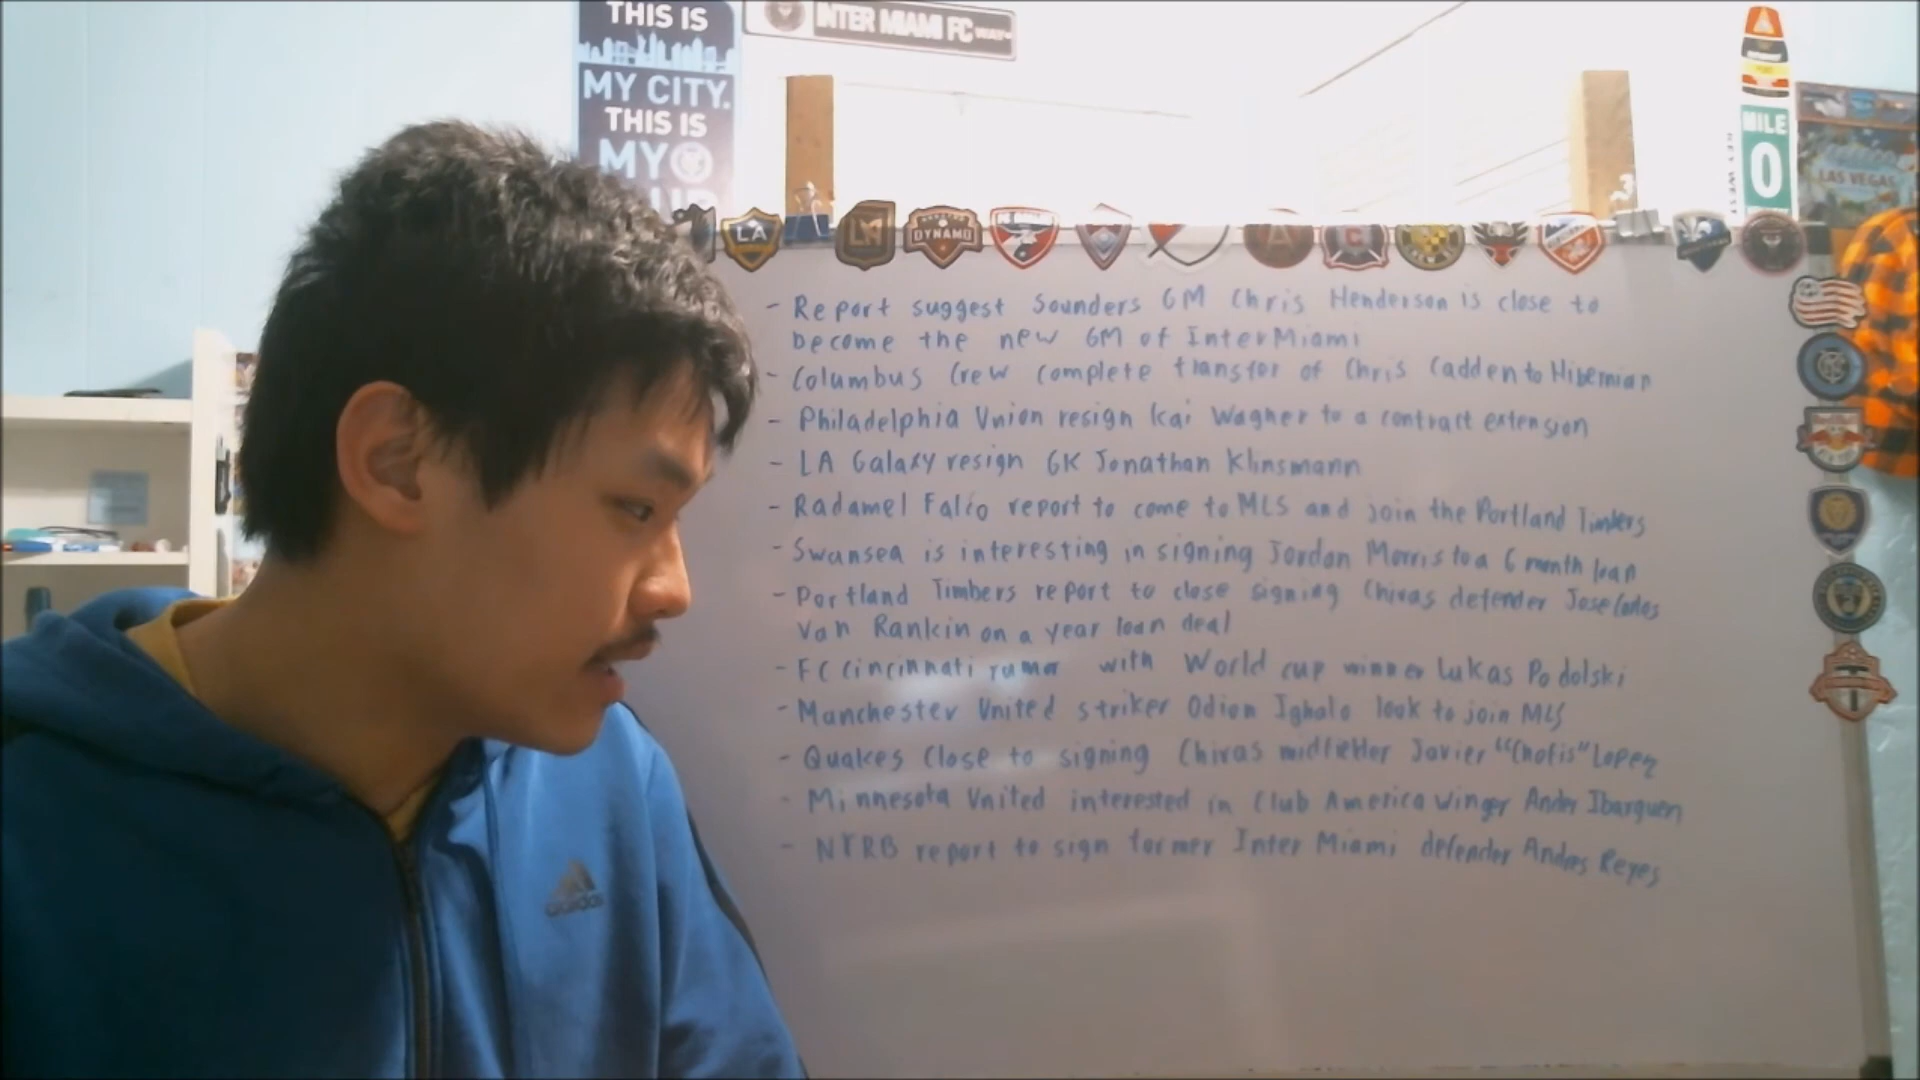 THIS IS
MY CITY.
THIS IS
MY
INTER MIAMI FC WAY
MILE
0
KEY WEST
LAS VEGAS
LA
DYNAMO
- Report suggest Sounders GM Chris Henderson is close to
become the new GM of InterMiami
- Columbus Crew complete transfer of Chris Cadden to Hibernian
- Philadelphia Union resign Kai Wagner to a contract extension
- LA Galaxy resign GK Jonathan Klinsmann
- Radamel Falco report to come to MLS and join the Portland Timbers
- Swansea is interesting in signing Jordan Morris to a 6 month loan
- Portland Timbers report to close signing Chivas defender Jose Carlos
Van Rankin on a year loan deal
- FC Cincinnati rumor with World cup winner Lukas Podolski
- Manchester United striker Odion Ighalo look to join MLS
- Quakes Close to signing Chivas midfielder Javier "Chofis" Lopez
- Minnesota United interested in Club America winger Ander Ibarguen
- NYRB report to sign former Inter Miami defender Andres Reyes
adidas